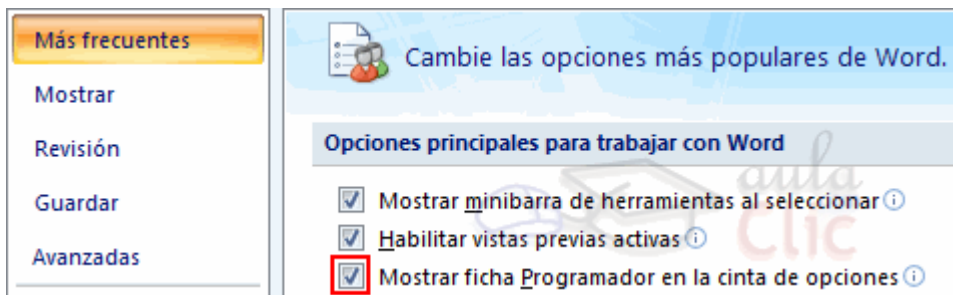 Más frecuentes
Mostrar
Revisión
Guardar
Avanzadas
Cambie las opciones más populares de Word.
Opciones principales para trabajar con Word
Mostrar minibarra de herramientas al seleccionar
Habilitar vistas previas activas
Mostrar ficha Programador en la cinta de opciones
aula
Clic